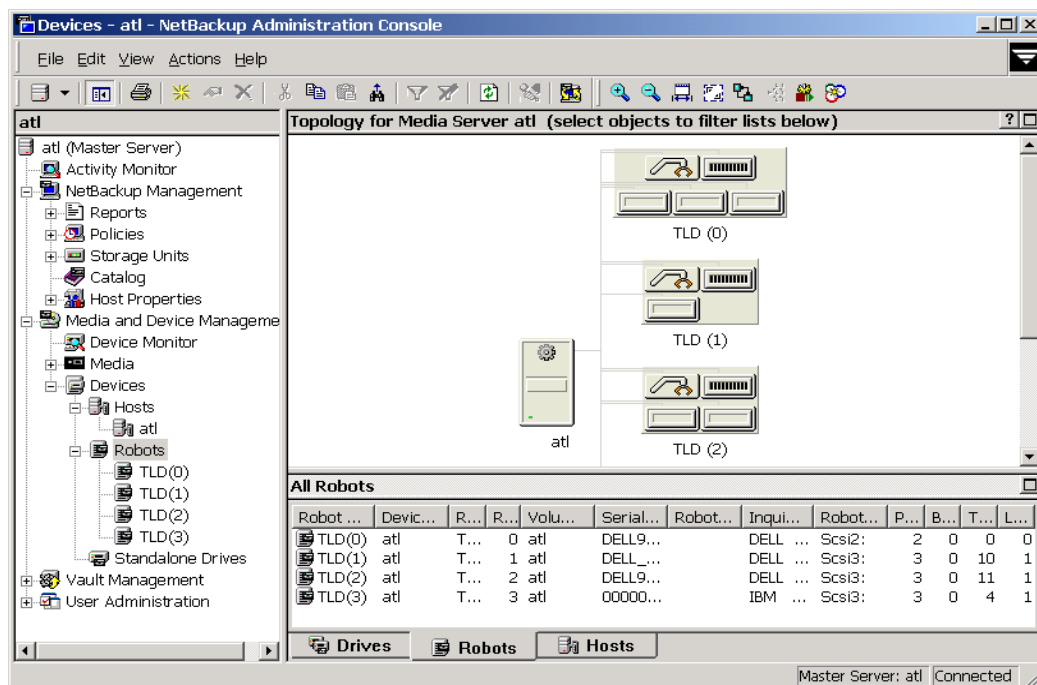 Devices - atl - NetBackup Administration Console
File Edit View Actions Help
atl
Topology for Media Server atl (select objects to filter lists below)
atl (Master Server)
Activity Monitor
NetBackup Management
Reports
Policies
Storage Units
Catalog
Host Properties
Media and Device Manageme
Device Monitor
Media
Devices
Hosts
atl
Robots
TLD(0)
TLD(1)
TLD(2)
TLD(3)
Standalone Drives
Vault Management
User Administration
TLD (0)
TLD (1)
atl
TLD (2)
All Robots
Robot ... Devic... R... R... Volu... Serial... Robot... Inqui... Robot... P... B... T... L...
TLD(0) atl T... 0 atl DELL9... DELL ... Scsi2: 2 0 0 0
TLD(1) atl T... 1 atl DELL_... DELL ... Scsi3: 3 0 10 1
TLD(2) atl T... 2 atl DELL9... DELL ... Scsi3: 3 0 11 1
TLD(3) atl T... 3 atl 00000... IBM ... Scsi3: 3 0 4 1
Drives Robots Hosts
Master Server: atl Connected